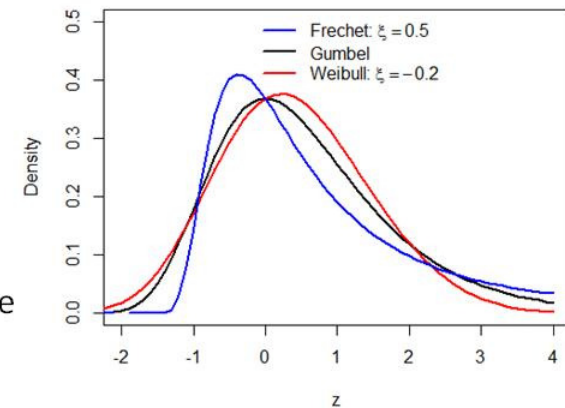 Frechet: ξ = 0.5
Gumbel
Weibull: ξ = −0.2
0.5
0.4
0.3
0.2
0.1
0.0
Density
e
-2 -1 0 1 2 3 4
z